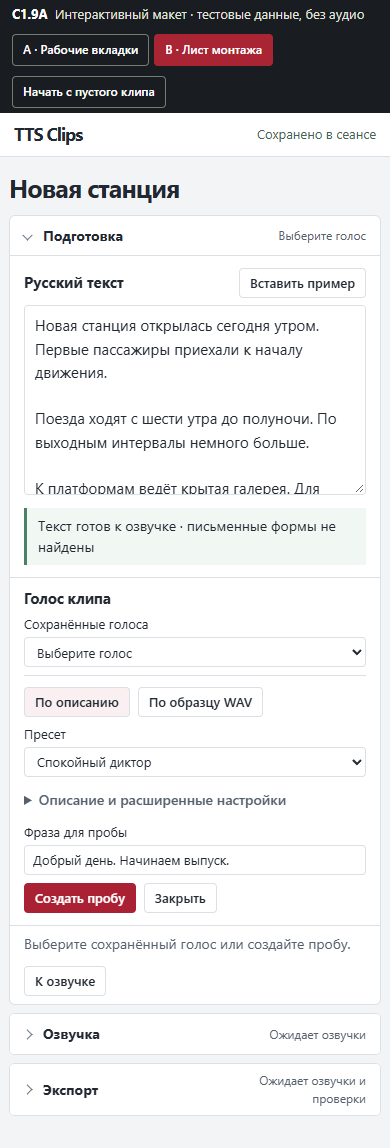 C1.9A Интерактивный макет · тестовые данные, без аудио
A · Рабочие вкладки
B · Лист монтажа
Начать с пустого клипа
TTS Clips
Сохранено в сеансе
Новая станция
Подготовка
Выберите голос
Русский текст
Вставить пример
Новая станция открылась сегодня утром.
Первые пассажиры приехали к началу
движения.
Поезда ходят с шести утра до полуночи. По
выходным интервалы немного больше.
К платформам ведёт крытая галерея. Для
Текст готов к озвучке · письменные формы не
найдены
Голос клипа
Сохранённые голоса
Выберите голос
По описанию
По образцу WAV
Пресет
Спокойный диктор
Описание и расширенные настройки
Фраза для пробы
Добрый день. Начинаем выпуск.
Создать пробу
Закрыть
Выберите сохранённый голос или создайте пробу.
К озвучке
Озвучка
Ожидает озвучки
Экспорт
Ожидает озвучки и
проверки